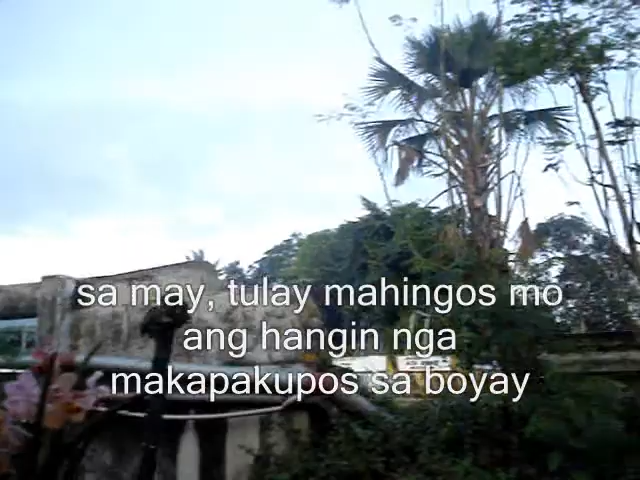 sa may, tulay mahingos mo
ang hangin nga
makapakupos sa boyay